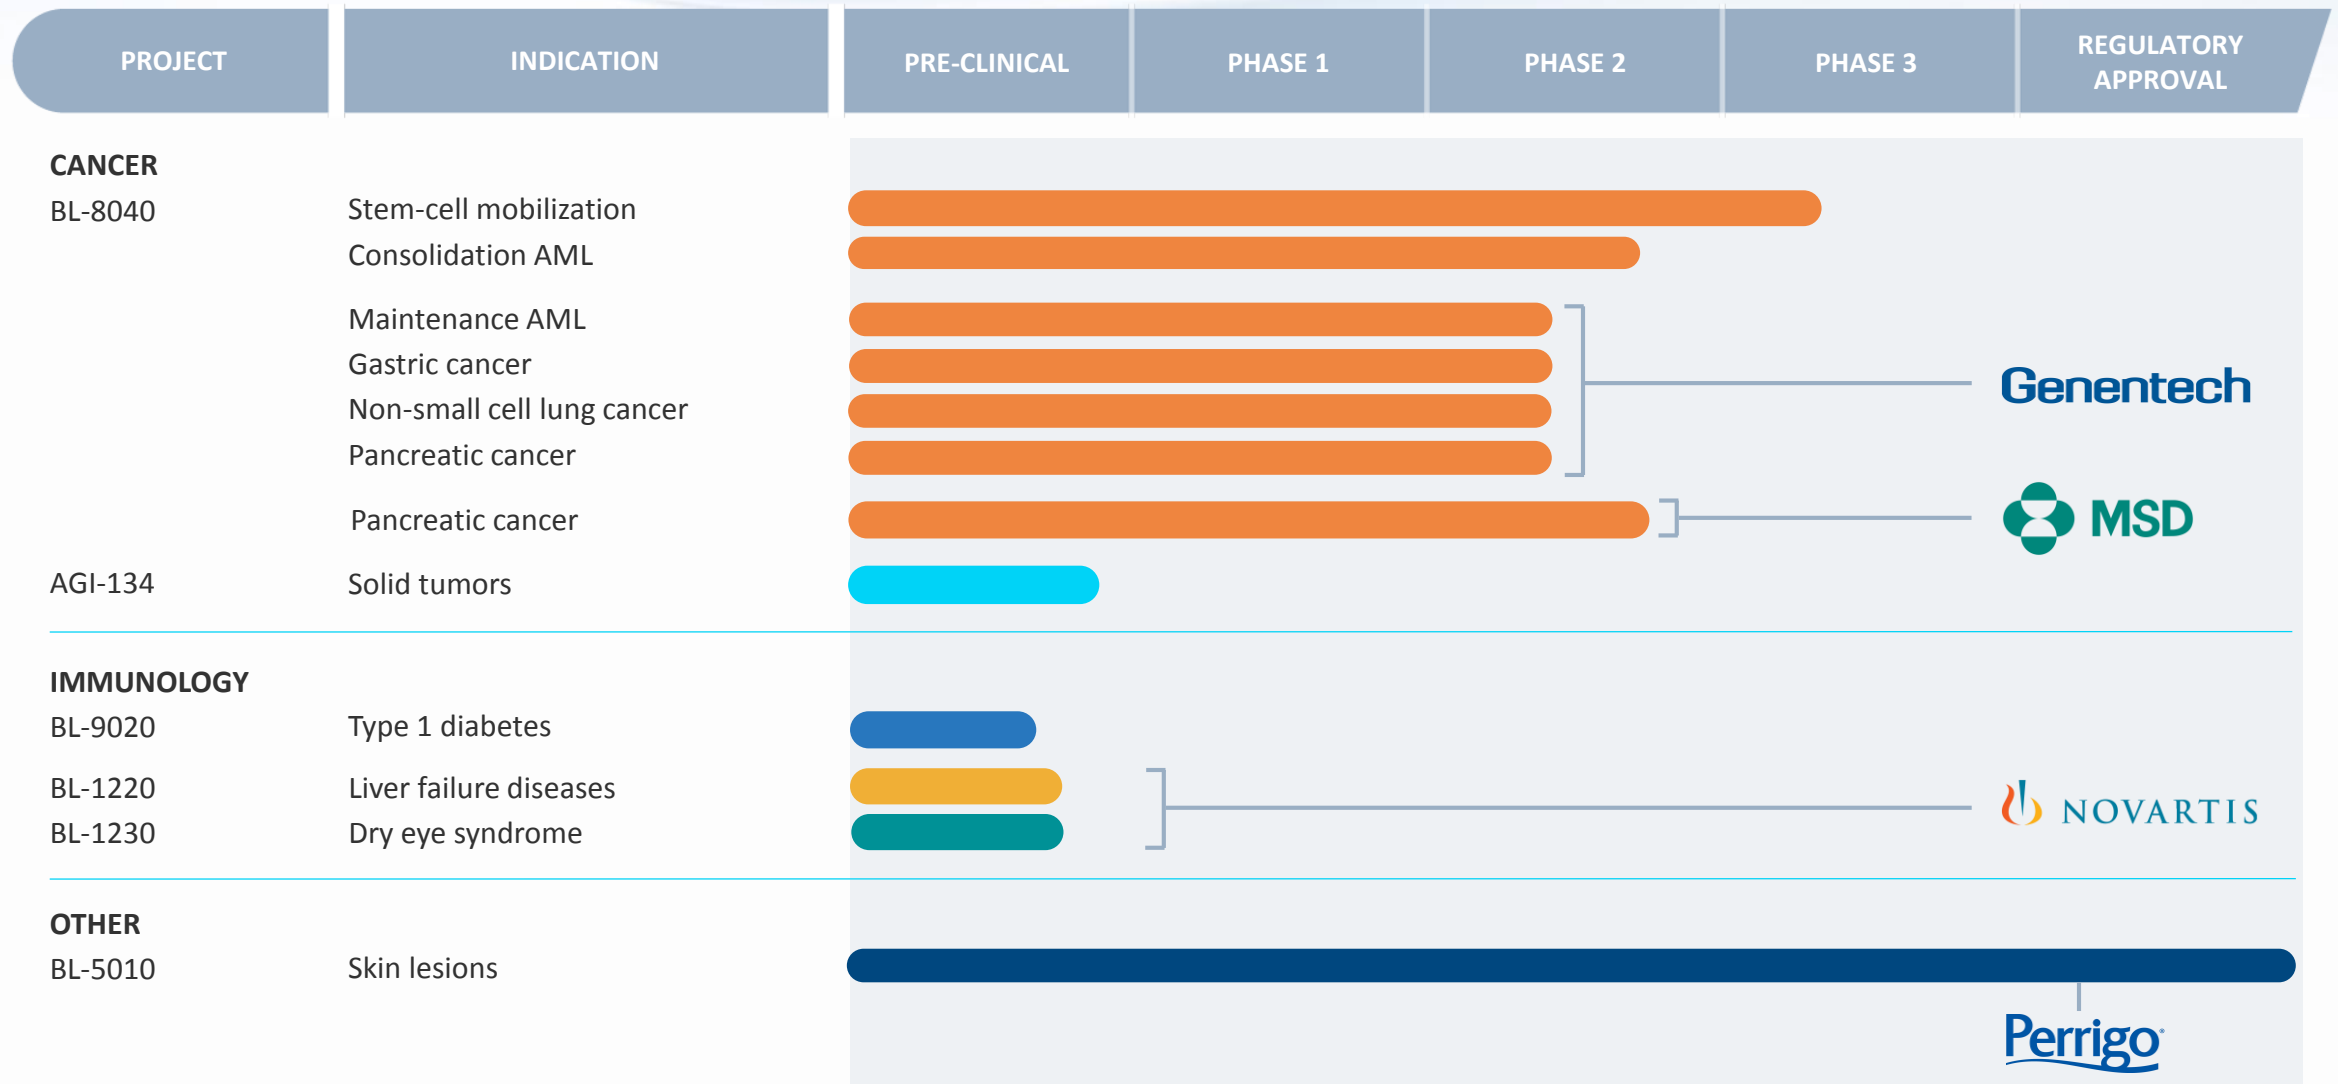 PROJECT
INDICATION
PRE-CLINICAL
PHASE 1
PHASE 2
PHASE 3
REGULATORY
APPROVAL
CANCER
BL-8040
Stem-cell mobilization
Consolidation AML
Maintenance AML
Gastric cancer
Non-small cell lung cancer
Pancreatic cancer
Genentech
Pancreatic cancer
MSD
AGI-134
Solid tumors
IMMUNOLOGY
BL-9020
Type 1 diabetes
BL-1220
Liver failure diseases
BL-1230
Dry eye syndrome
NOVARTIS
OTHER
BL-5010
Skin lesions
Perrigo